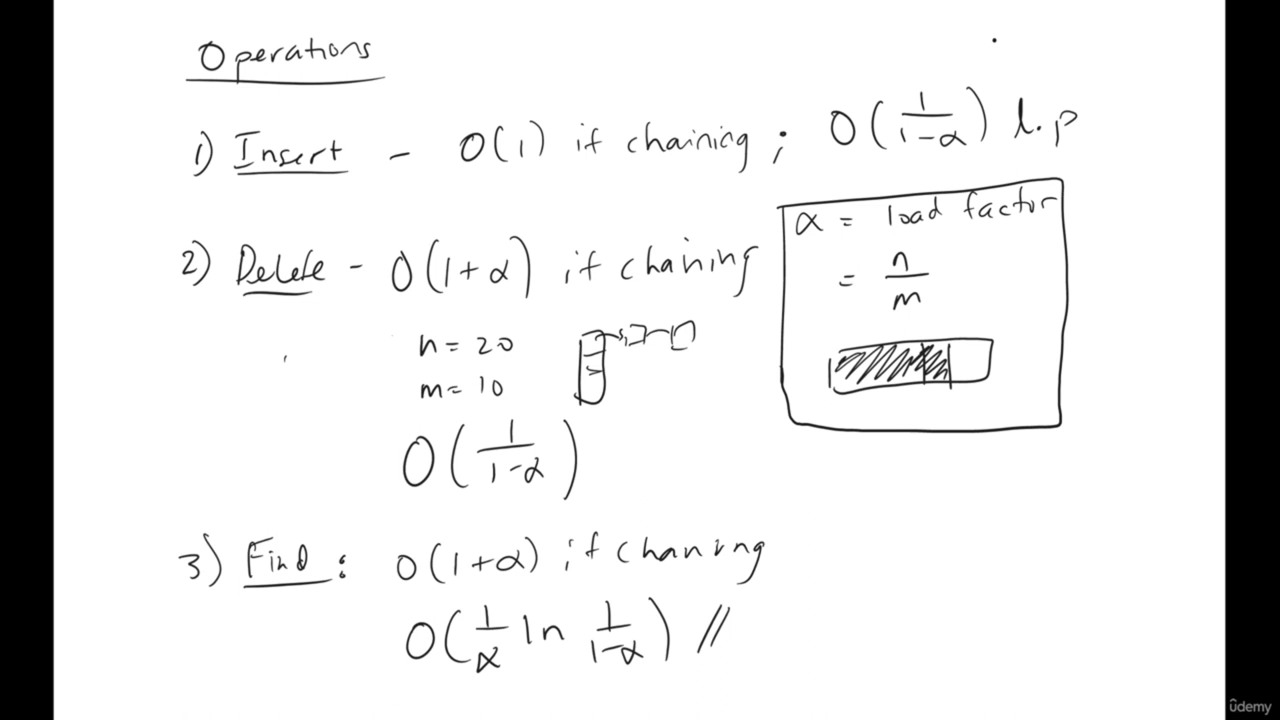 Operations
1) Insert - O(1) if chaining ; O(1/(1-α)) l.p
α = load factor
= n/m
2) Delete - O(1+α) if chaining
n = 20
m = 10
O(1/(1-α))
3) Find : O(1+α) if chaining
O(1/α ln 1/(1-α)) //
ûdemy